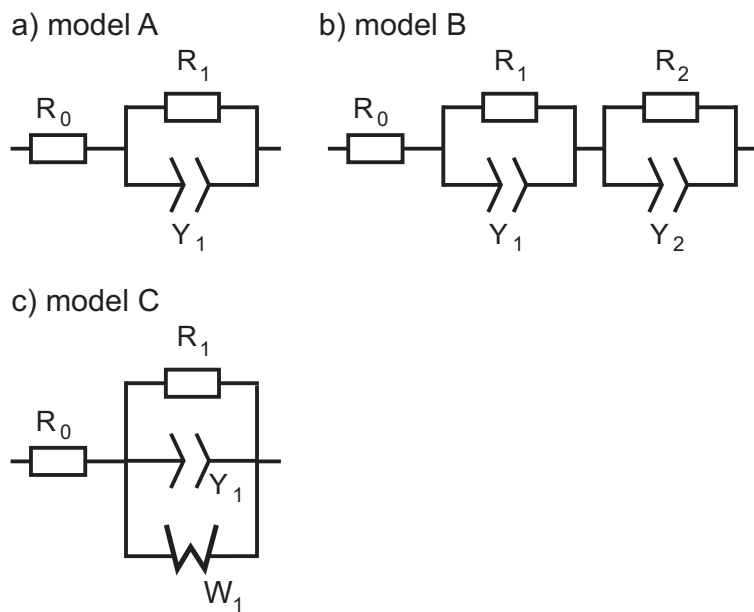 a) model A
b) model B
R0
R1
Y1
R0
R1
R2
Y1
Y2
c) model C
R0
R1
Y1
W1